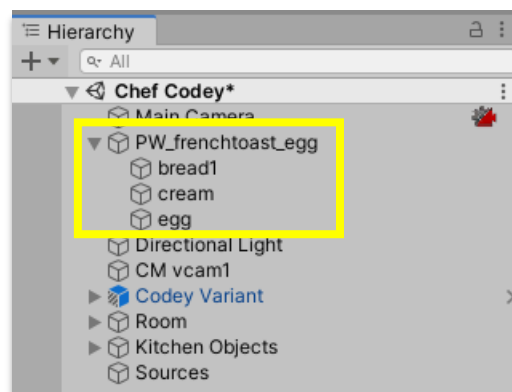 Hierarchy
All
Chef Codey*
Main Camera
PW_frenchtoast_egg
bread1
cream
egg
Directional Light
CM vcam1
Codey Variant
Room
Kitchen Objects
Sources